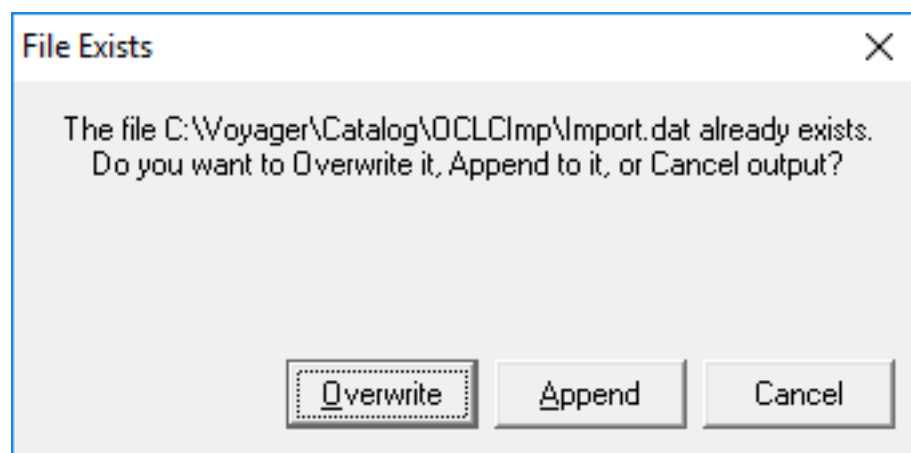 File Exists
The file C:\Voyager\Catalog\OCLCImp\Import.dat already exists.
Do you want to Overwrite it, Append to it, or Cancel output?
Overwrite Append Cancel